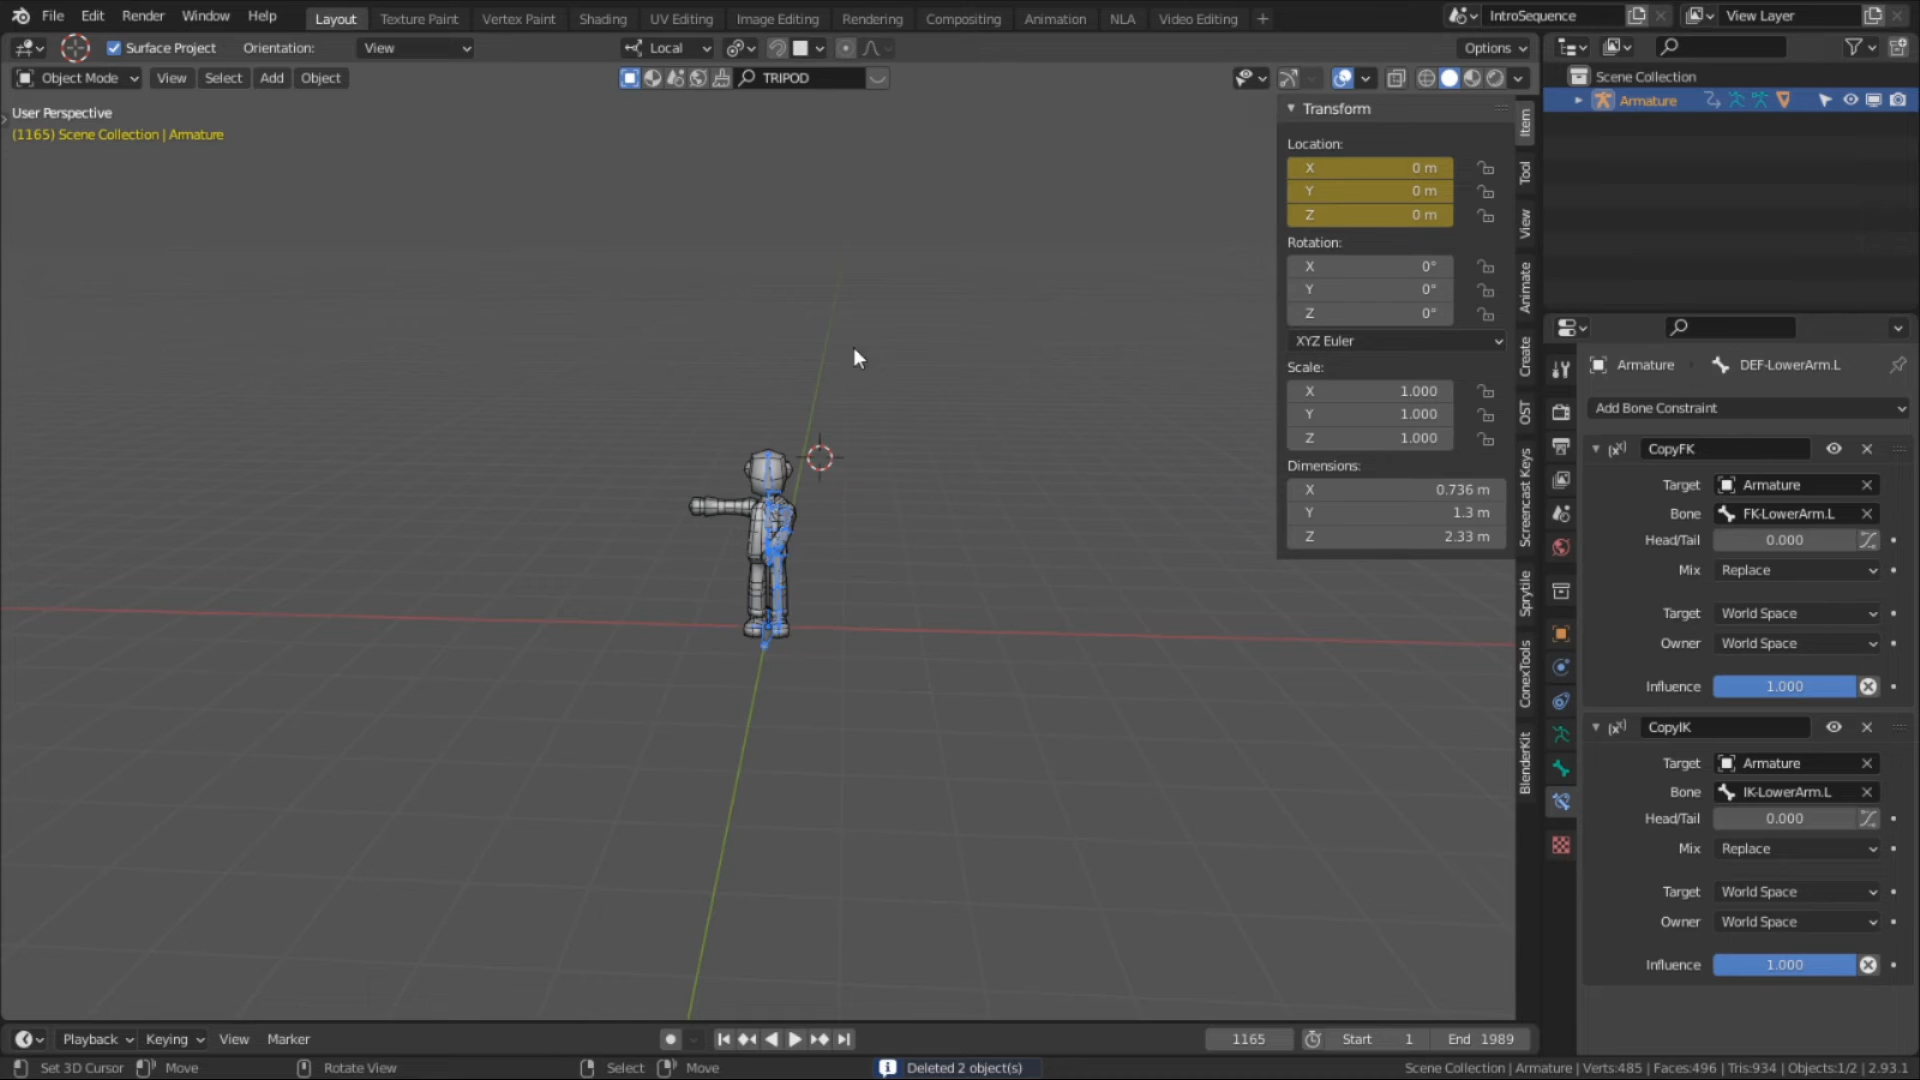 File Edit Render Window Help Layout Texture Paint Vertex Paint Shading UV Editing Image Editing Rendering Compositing Animation NLA Video Editing + IntroSequence View Layer
Surface Project Orientation: View Local Options
Object Mode View Select Add Object TRIPOD
User Perspective
(1165) Scene Collection | Armature
Transform
Location:
X 0 m
Y 0 m
Z 0 m
Rotation:
X 0°
Y 0°
Z 0°
XYZ Euler
Scale:
X 1.000
Y 1.000
Z 1.000
Dimensions:
X 0.736 m
Y 1.3 m
Z 2.33 m
Item
Tool
View
Animate
Create
OST
Screencast Keys
Sprytile
ConexTools
BlenderKit
Scene Collection
Armature
Armature DEF-LowerArm.L
Add Bone Constraint
CopyFK
Target Armature
Bone FK-LowerArm.L
Head/Tail 0.000
Mix Replace
Target World Space
Owner World Space
Influence 1.000
CopyIK
Target Armature
Bone IK-LowerArm.L
Head/Tail 0.000
Mix Replace
Target World Space
Owner World Space
Influence 1.000
Playback Keying View Marker 1165 Start 1 End 1989
Set 3D Cursor Move Rotate View Select Move Deleted 2 object(s) Scene Collection | Armature | Verts:485 | Faces:496 | Tris:934 | Objects:1/2 | 2.93.1